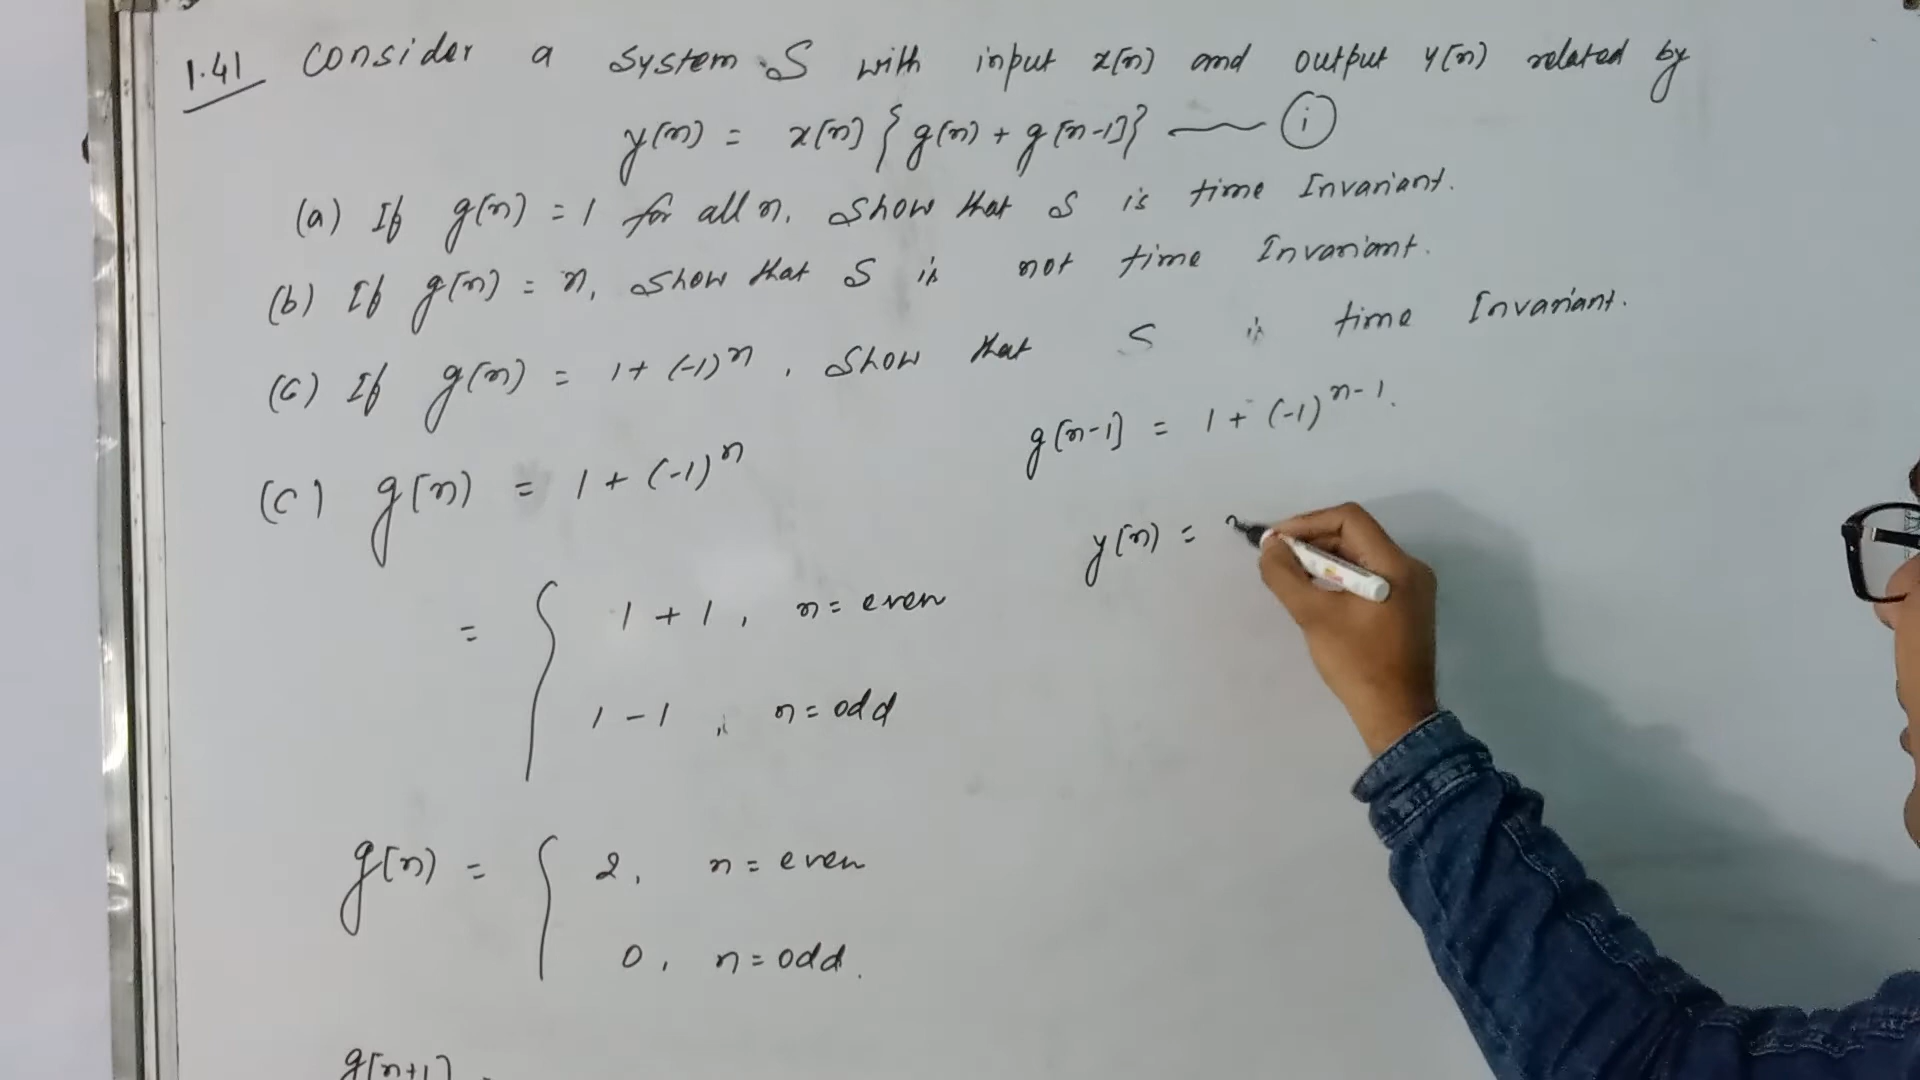 1.41 Consider a system S with input x[n] and output y[n] related by
y[n] = x[n] {g[n] + g[n-1]} — (i)
(a) If g[n] = 1 for all n, show that S is time Invariant.
(b) If g[n] = n, show that S is not time Invariant.
(c) If g[n] = 1 + (-1)^n, show that S is time Invariant.
(c) g[n] = 1 + (-1)^n
g[n-1] = 1 + (-1)^{n-1}.
y[n] =
= { 1 + 1, n = even
1 - 1, n = odd
g[n] = { 2, n = even
0, n = odd.
g[n+1]